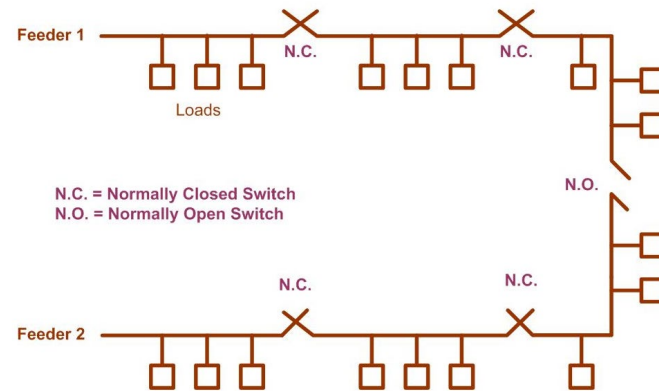 Feeder 1
N.C.
N.C.
Loads
N.C. = Normally Closed Switch
N.O. = Normally Open Switch
N.O.
N.C.
N.C.
Feeder 2